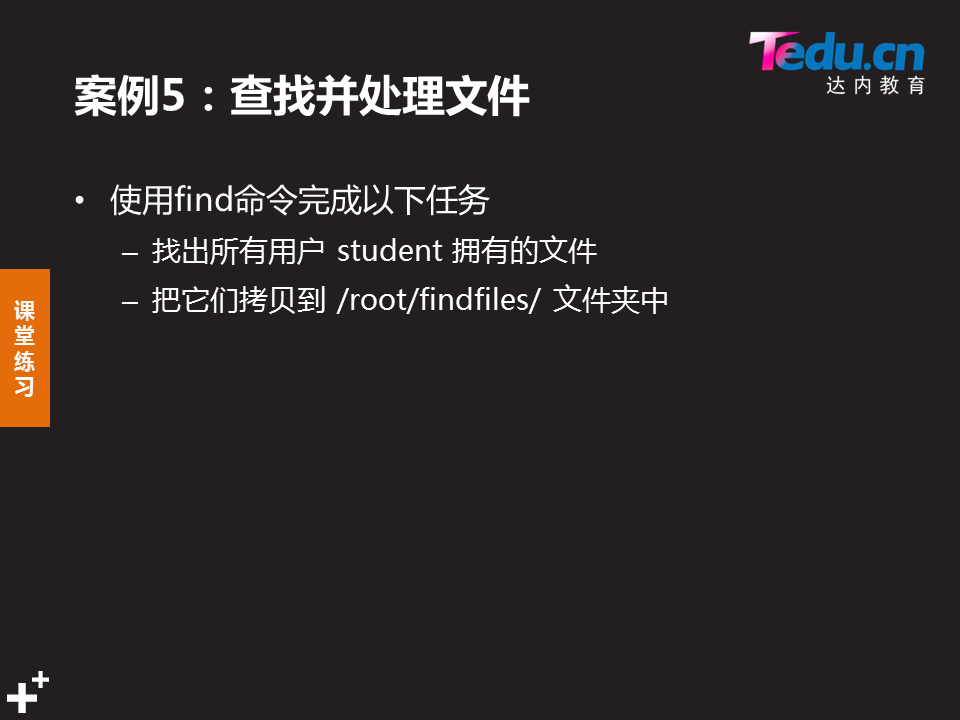 Tedu.cn
达内教育
案例5：查找并处理文件
• 使用find命令完成以下任务
– 找出所有用户 student 拥有的文件
– 把它们拷贝到 /root/findfiles/ 文件夹中
课
堂
练
习